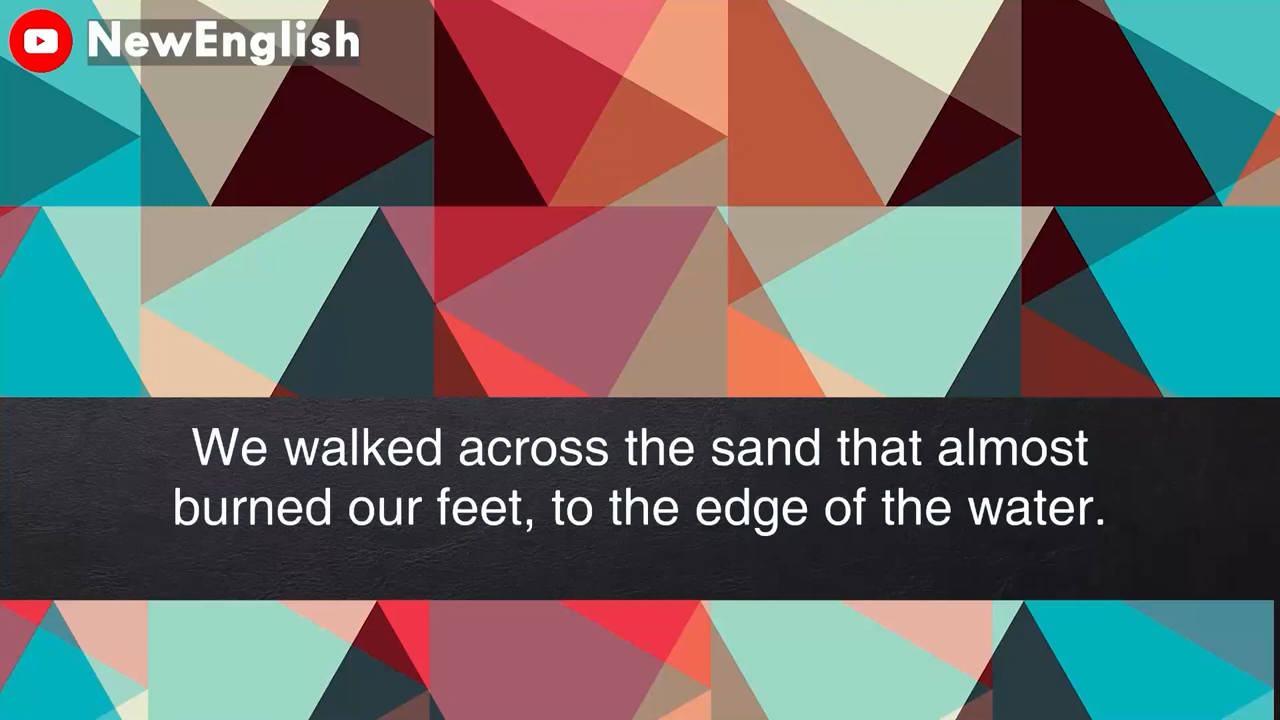 NewEnglish
We walked across the sand that almost
burned our feet, to the edge of the water.